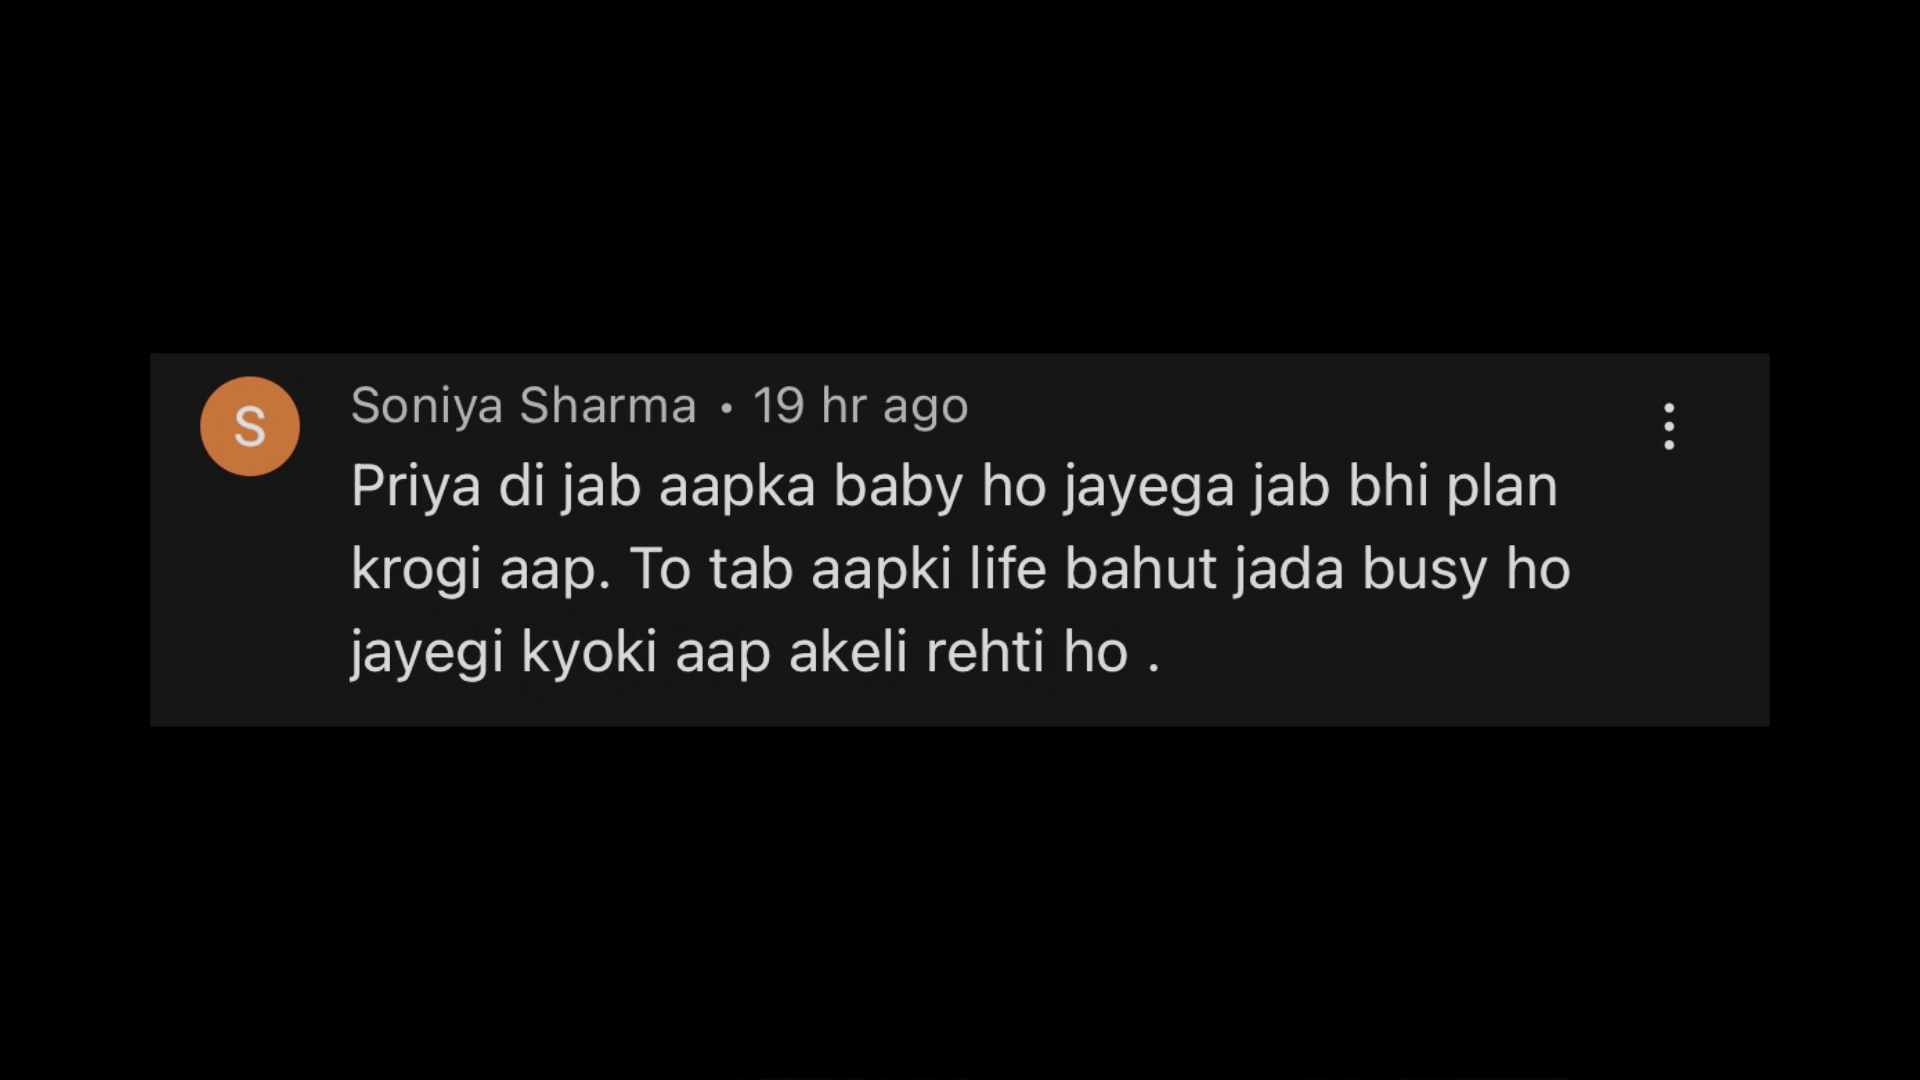 S
Soniya Sharma • 19 hr ago
Priya di jab aapka baby ho jayega jab bhi plan
krogi aap. To tab aapki life bahut jada busy ho
jayegi kyoki aap akeli rehti ho .